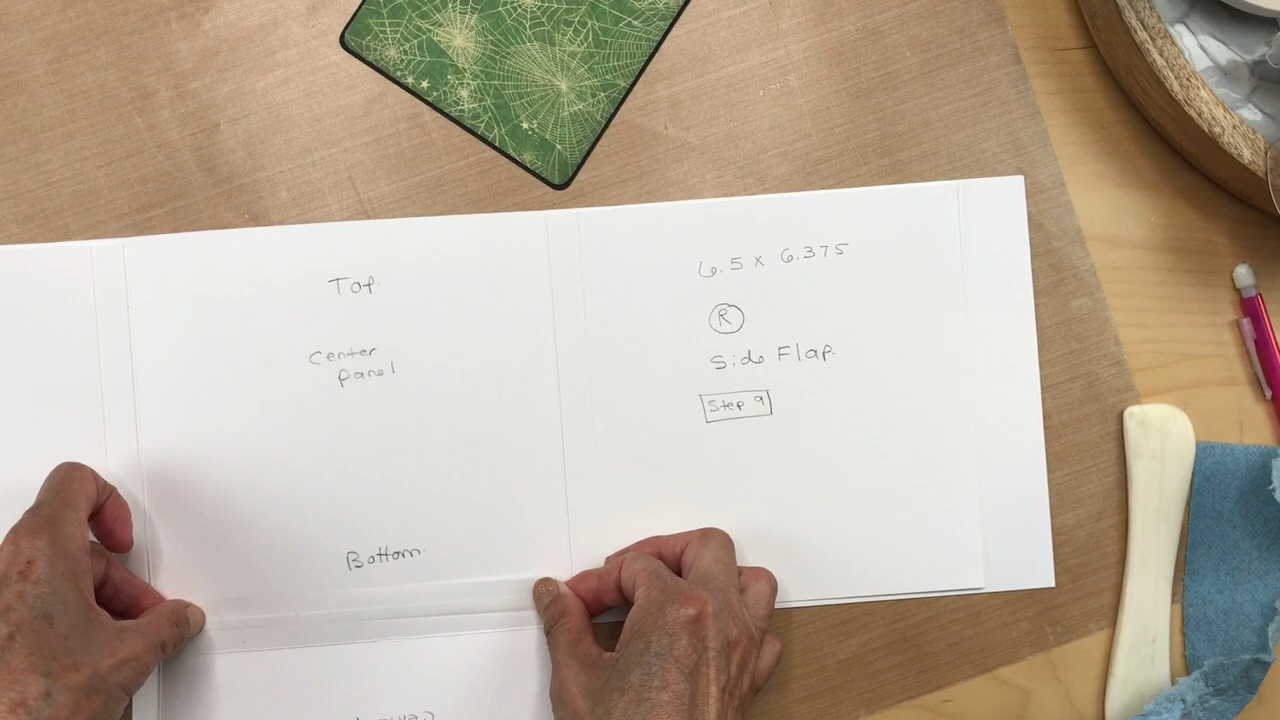 Top
Center
Panel
Bottom
6.5 x 6.375
R
Side Flap
Step 9